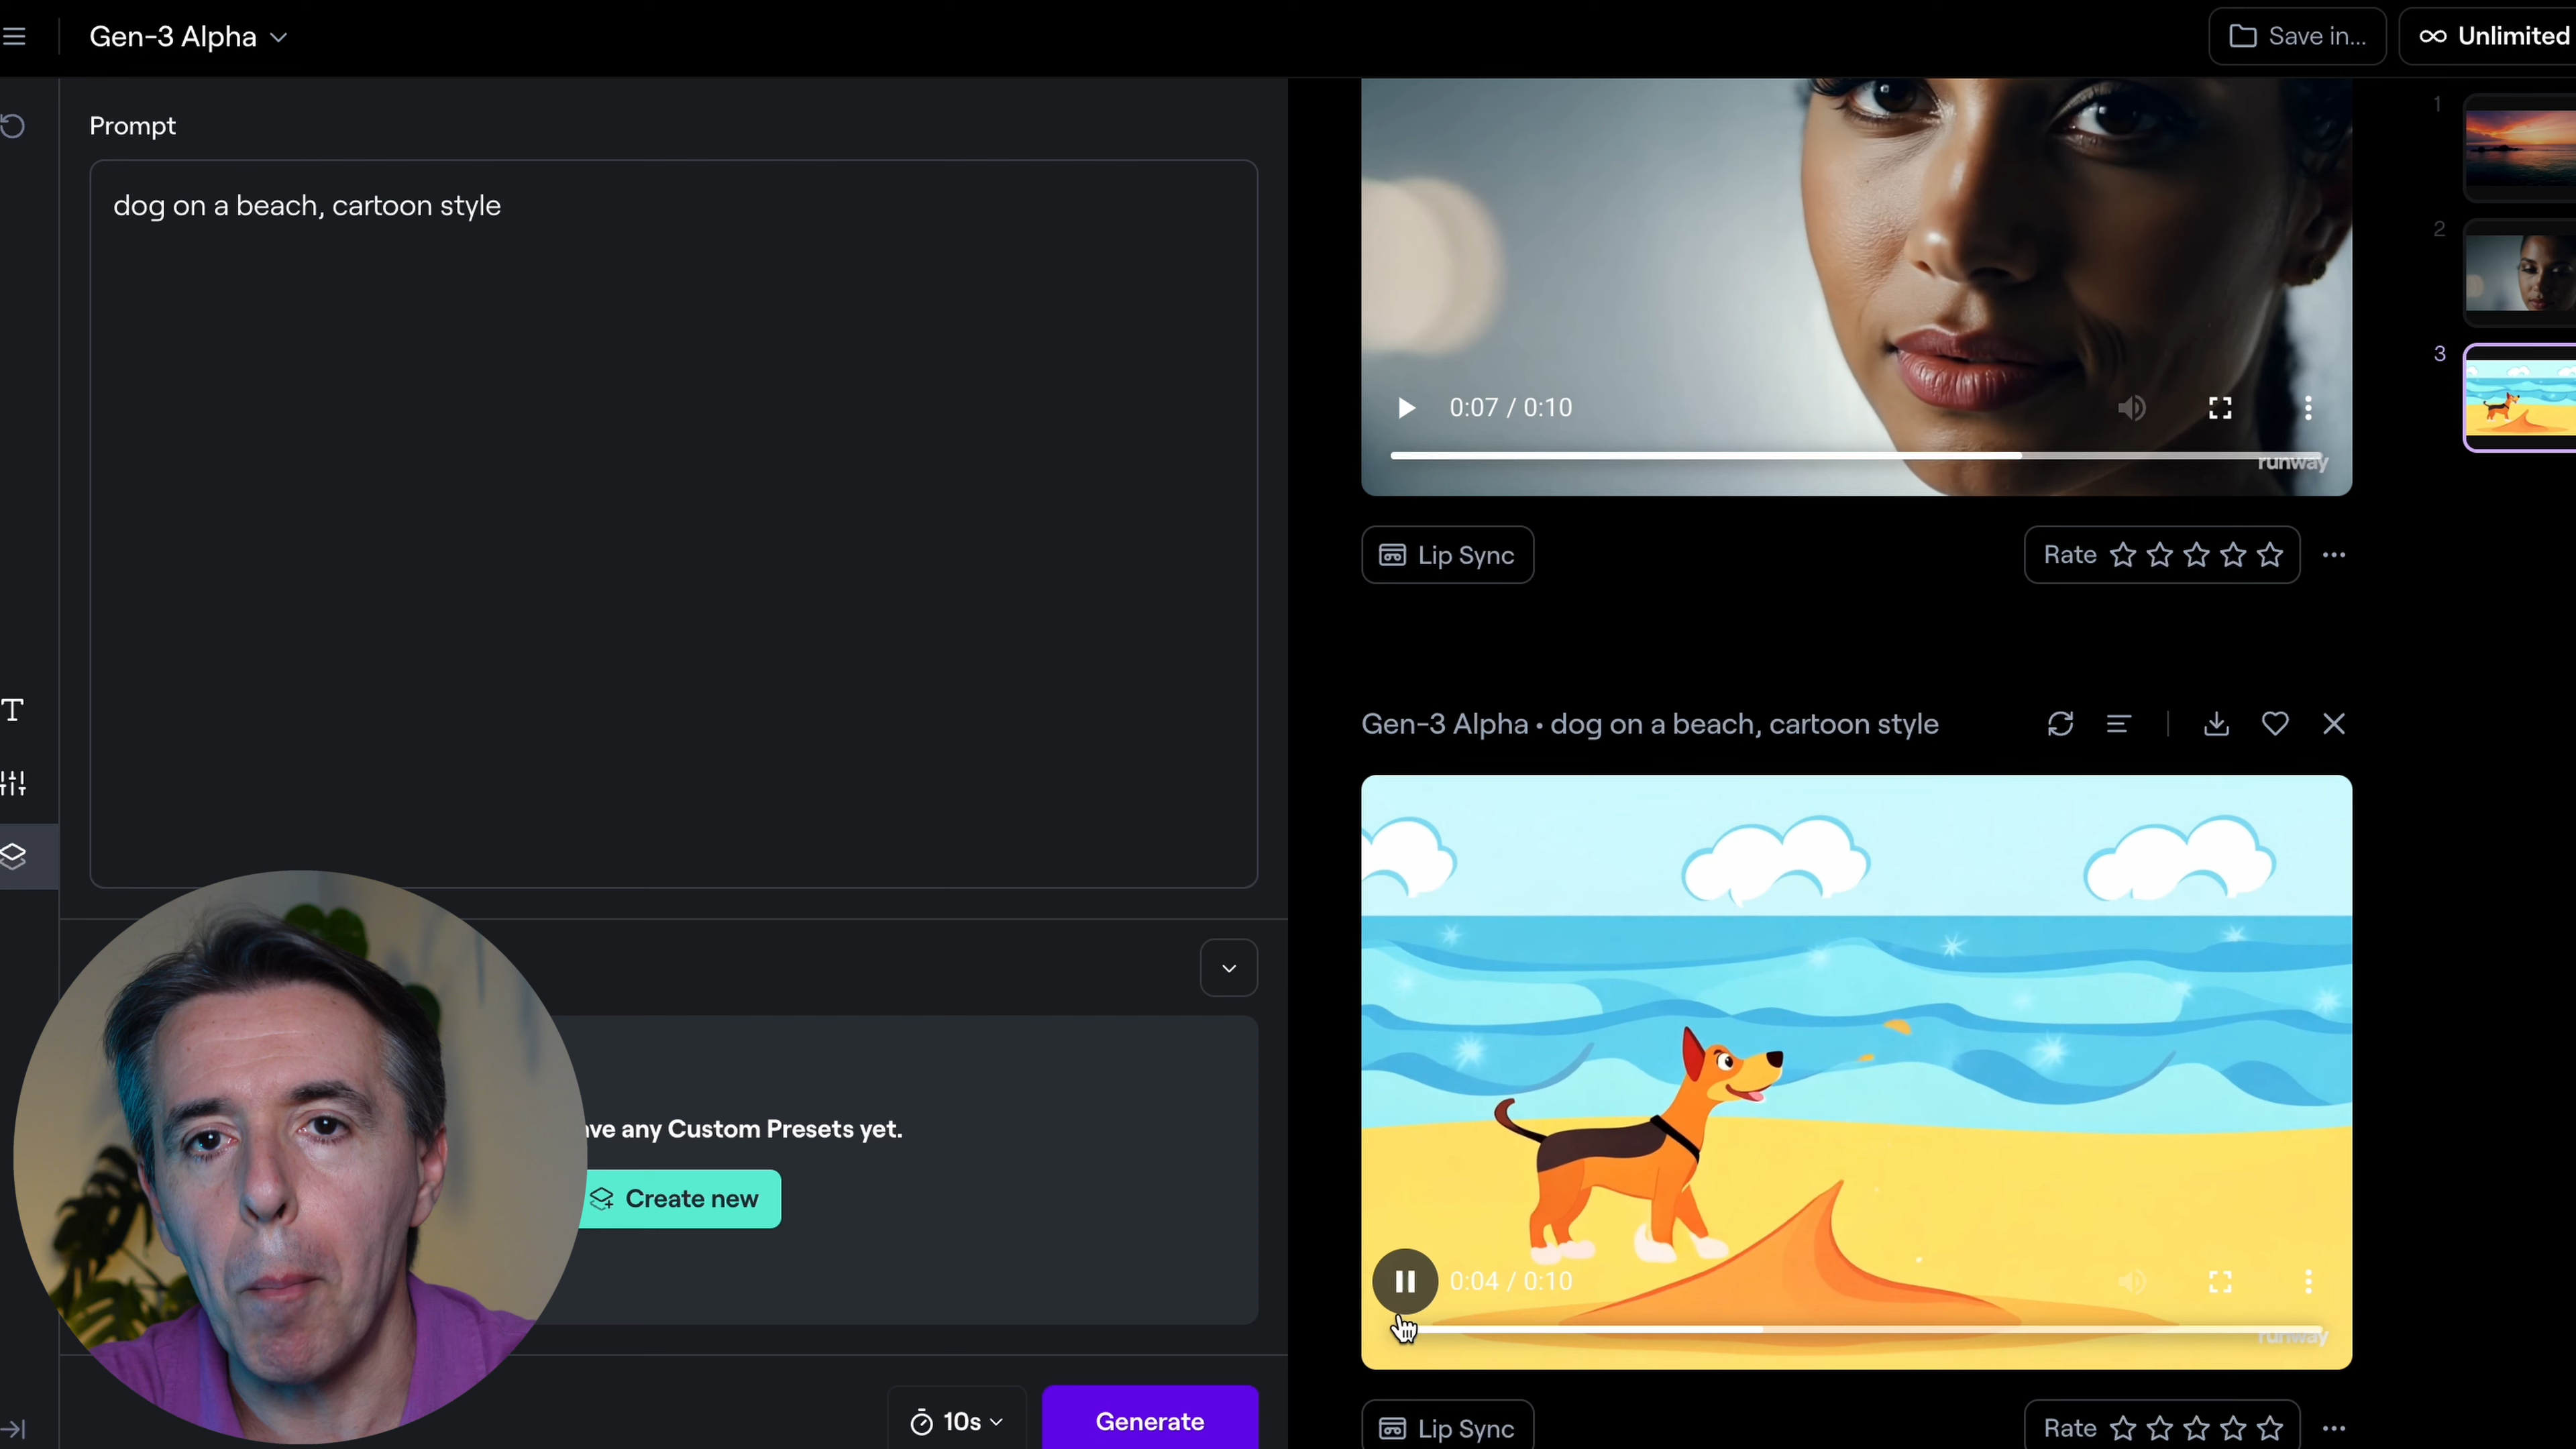 Gen-3 Alpha
Save in...
Unlimited
Prompt
dog on a beach, cartoon style
1
2
3
0:07 / 0:10
runway
Lip Sync
Rate
Gen-3 Alpha • dog on a beach, cartoon style
ave any Custom Presets yet.
Create new
0:04 / 0:10
runway
10s
Generate
Lip Sync
Rate